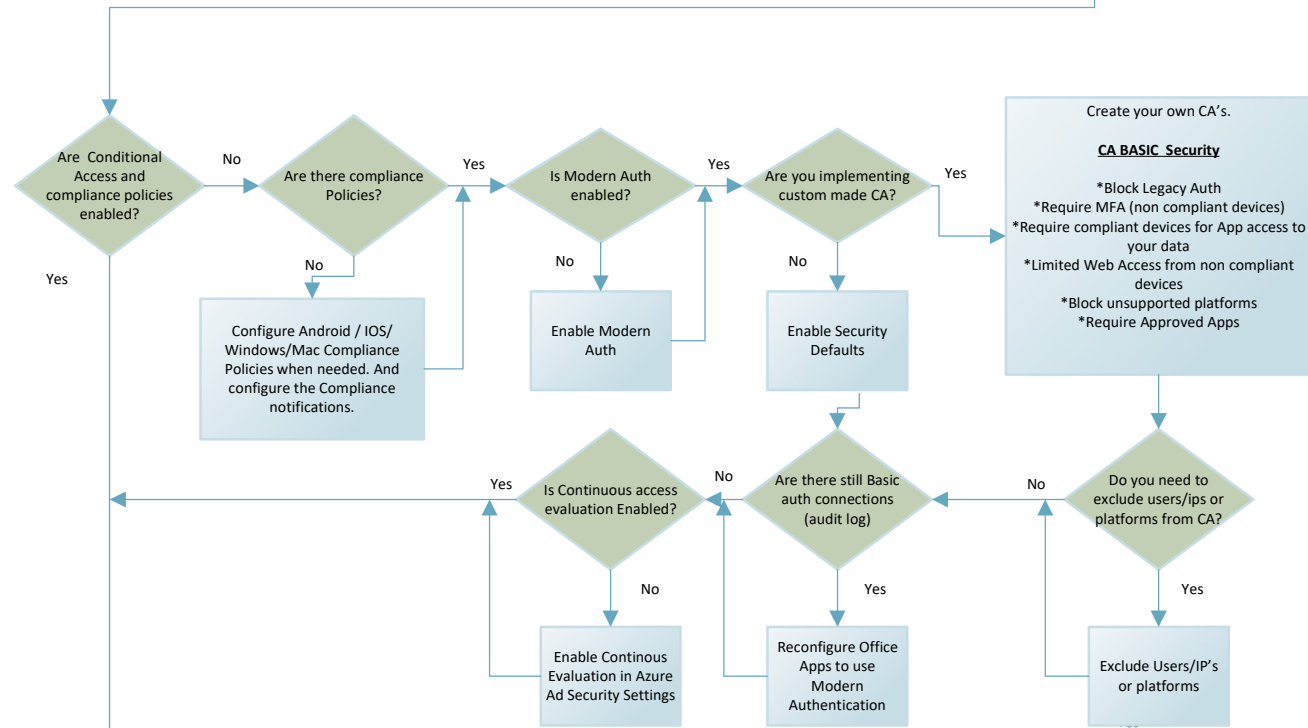 Are Conditional
Access and
compliance policies
enabled?
No
Yes
Are there compliance
Policies?
Yes
No
Configure Android / IOS/
Windows/Mac Compliance
Policies when needed. And
configure the Compliance
notifications.
Is Modern Auth
enabled?
Yes
No
Enable Modern
Auth
Are you implementing
custom made CA?
Yes
No
Enable Security
Defaults
Create your own CA's.
CA BASIC Security
*Block Legacy Auth
*Require MFA (non compliant devices)
*Require compliant devices for App access to
your data
*Limited Web Access from non compliant
devices
*Block unsupported platforms
*Require Approved Apps
Do you need to
exclude users/ips or
platforms from CA?
No
Yes
Exclude Users/IP's
or platforms
Are there still Basic
auth connections
(audit log)
No
Yes
Reconfigure Office
Apps to use
Modern
Authentication
Is Continuous access
evaluation Enabled?
Yes
No
Enable Continous
Evaluation in Azure
Ad Security Settings